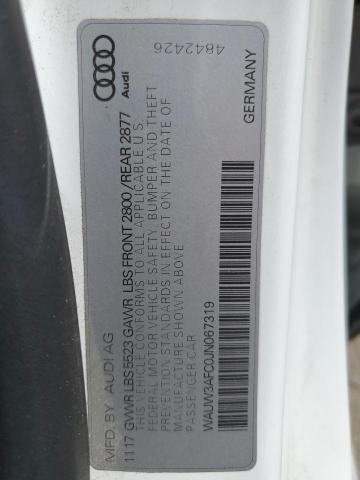 MFD. BY AUDI AG
11 17 GVWR LBS 5523 GAWR LBS FRONT 2800 / REAR 2877
THIS VEHICLE CONFORMS TO ALL APPLICABLE U.S.
FEDERAL MOTOR VEHICLE SAFETY, BUMPER AND THEFT
PREVENTION STANDARDS IN EFFECT ON THE DATE OF
MANUFACTURE SHOWN ABOVE
PASSENGER CAR
WAUW3AFC0JN067319
GERMANY
Audi
4842426